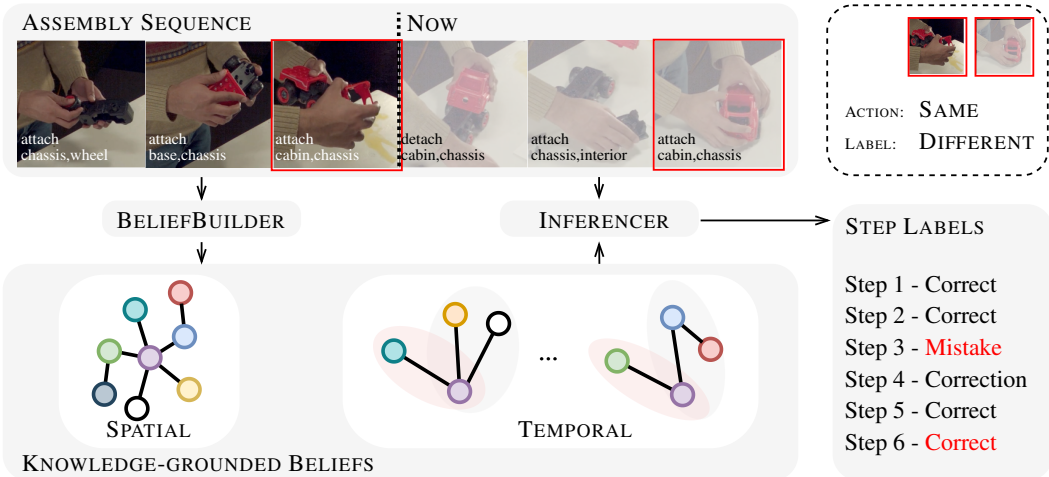 ASSEMBLY SEQUENCE
NOW
attach
chassis,wheel
attach
base,chassis
attach
cabin,chassis
detach
cabin,chassis
attach
chassis,interior
attach
cabin,chassis
ACTION: SAME
LABEL: DIFFERENT
BELIEFBUILDER
INFERENCER
STEP LABELS
Step 1 - Correct
Step 2 - Correct
Step 3 - Mistake
Step 4 - Correction
Step 5 - Correct
Step 6 - Correct
...
SPATIAL
TEMPORAL
KNOWLEDGE-GROUNDED BELIEFS